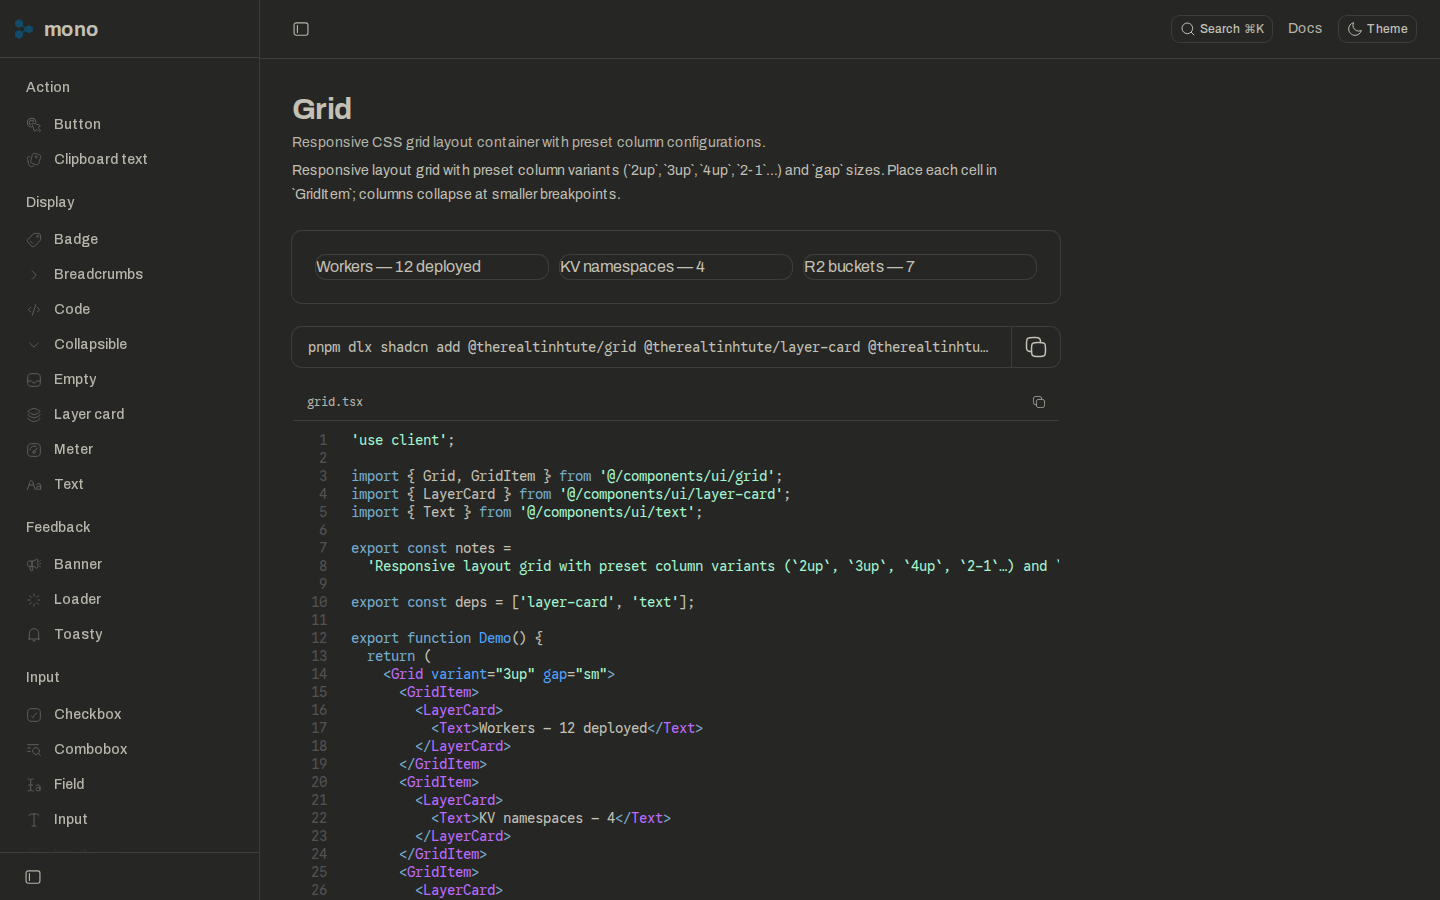 mono
Search ⌘K
Docs
Theme
Action
Button
Clipboard text
Display
Badge
Breadcrumbs
Code
Collapsible
Empty
Layer card
Meter
Text
Feedback
Banner
Loader
Toasty
Input
Checkbox
Combobox
Field
Input
Grid
Responsive CSS grid layout container with preset column configurations.
Responsive layout grid with preset column variants (`2up`, `3up`, `4up`, `2-1`…) and `gap` sizes. Place each cell in
`GridItem`; columns collapse at smaller breakpoints.
Workers — 12 deployed
KV namespaces — 4
R2 buckets — 7
pnpm dlx shadcn add @therealtinhtute/grid @therealtinhtute/layer-card @therealtinhtu…
grid.tsx
1 'use client';
2
3 import { Grid, GridItem } from '@/components/ui/grid';
4 import { LayerCard } from '@/components/ui/layer-card';
5 import { Text } from '@/components/ui/text';
6
7 export const notes =
8 'Responsive layout grid with preset column variants (`2up`, `3up`, `4up`, `2-1`…) and `
9
10 export const deps = ['layer-card', 'text'];
11
12 export function Demo() {
13 return (
14 <Grid variant="3up" gap="sm">
15 <GridItem>
16 <LayerCard>
17 <Text>Workers — 12 deployed</Text>
18 </LayerCard>
19 </GridItem>
20 <GridItem>
21 <LayerCard>
22 <Text>KV namespaces — 4</Text>
23 </LayerCard>
24 </GridItem>
25 <GridItem>
26 <LayerCard>